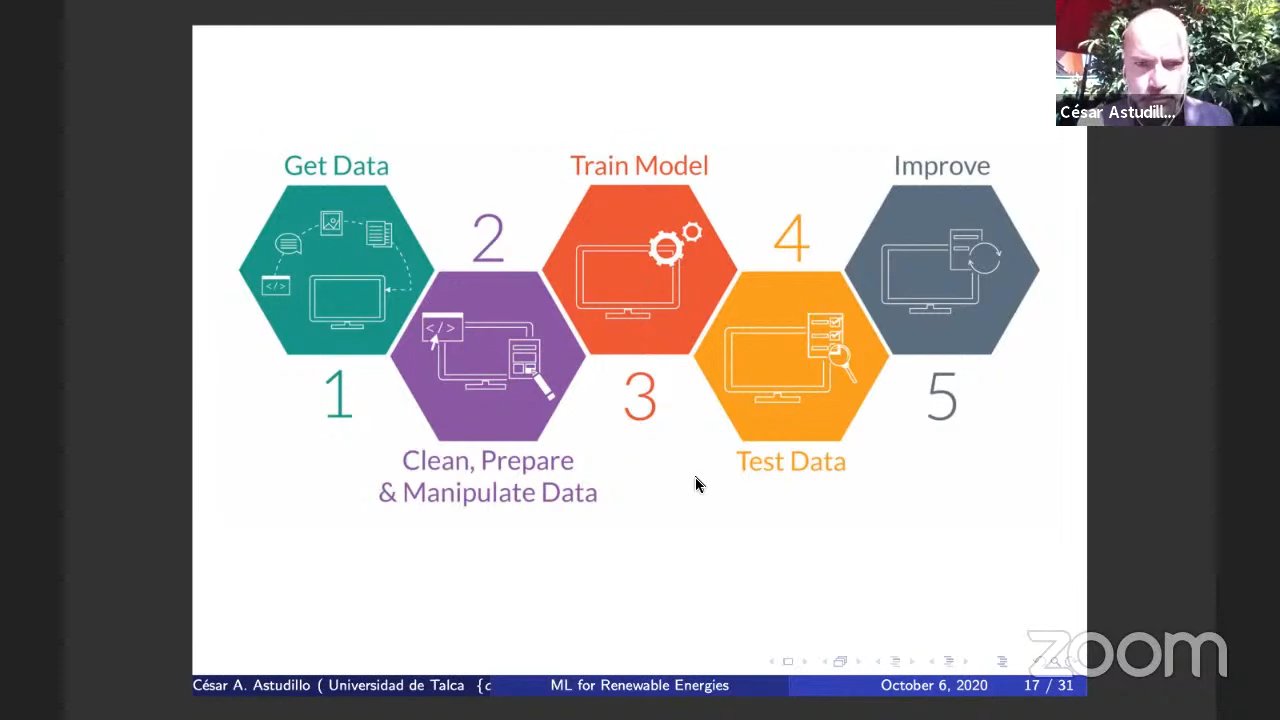 César Astudill...
Get Data
Train Model
Improve
2
4
</>
</>
1
3
5
Clean, Prepare
& Manipulate Data
Test Data
zoom
César A. Astudillo ( Universidad de Talca {c
ML for Renewable Energies
October 6, 2020
17 / 31